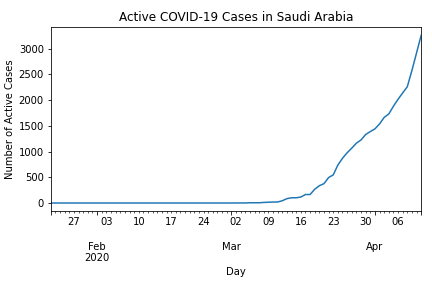 Active COVID-19 Cases in Saudi Arabia
Number of Active Cases
3000
2500
2000
1500
1000
500
0
27 03 10 17 24 02 09 16 23 30 06
Feb Mar Apr
2020
Day